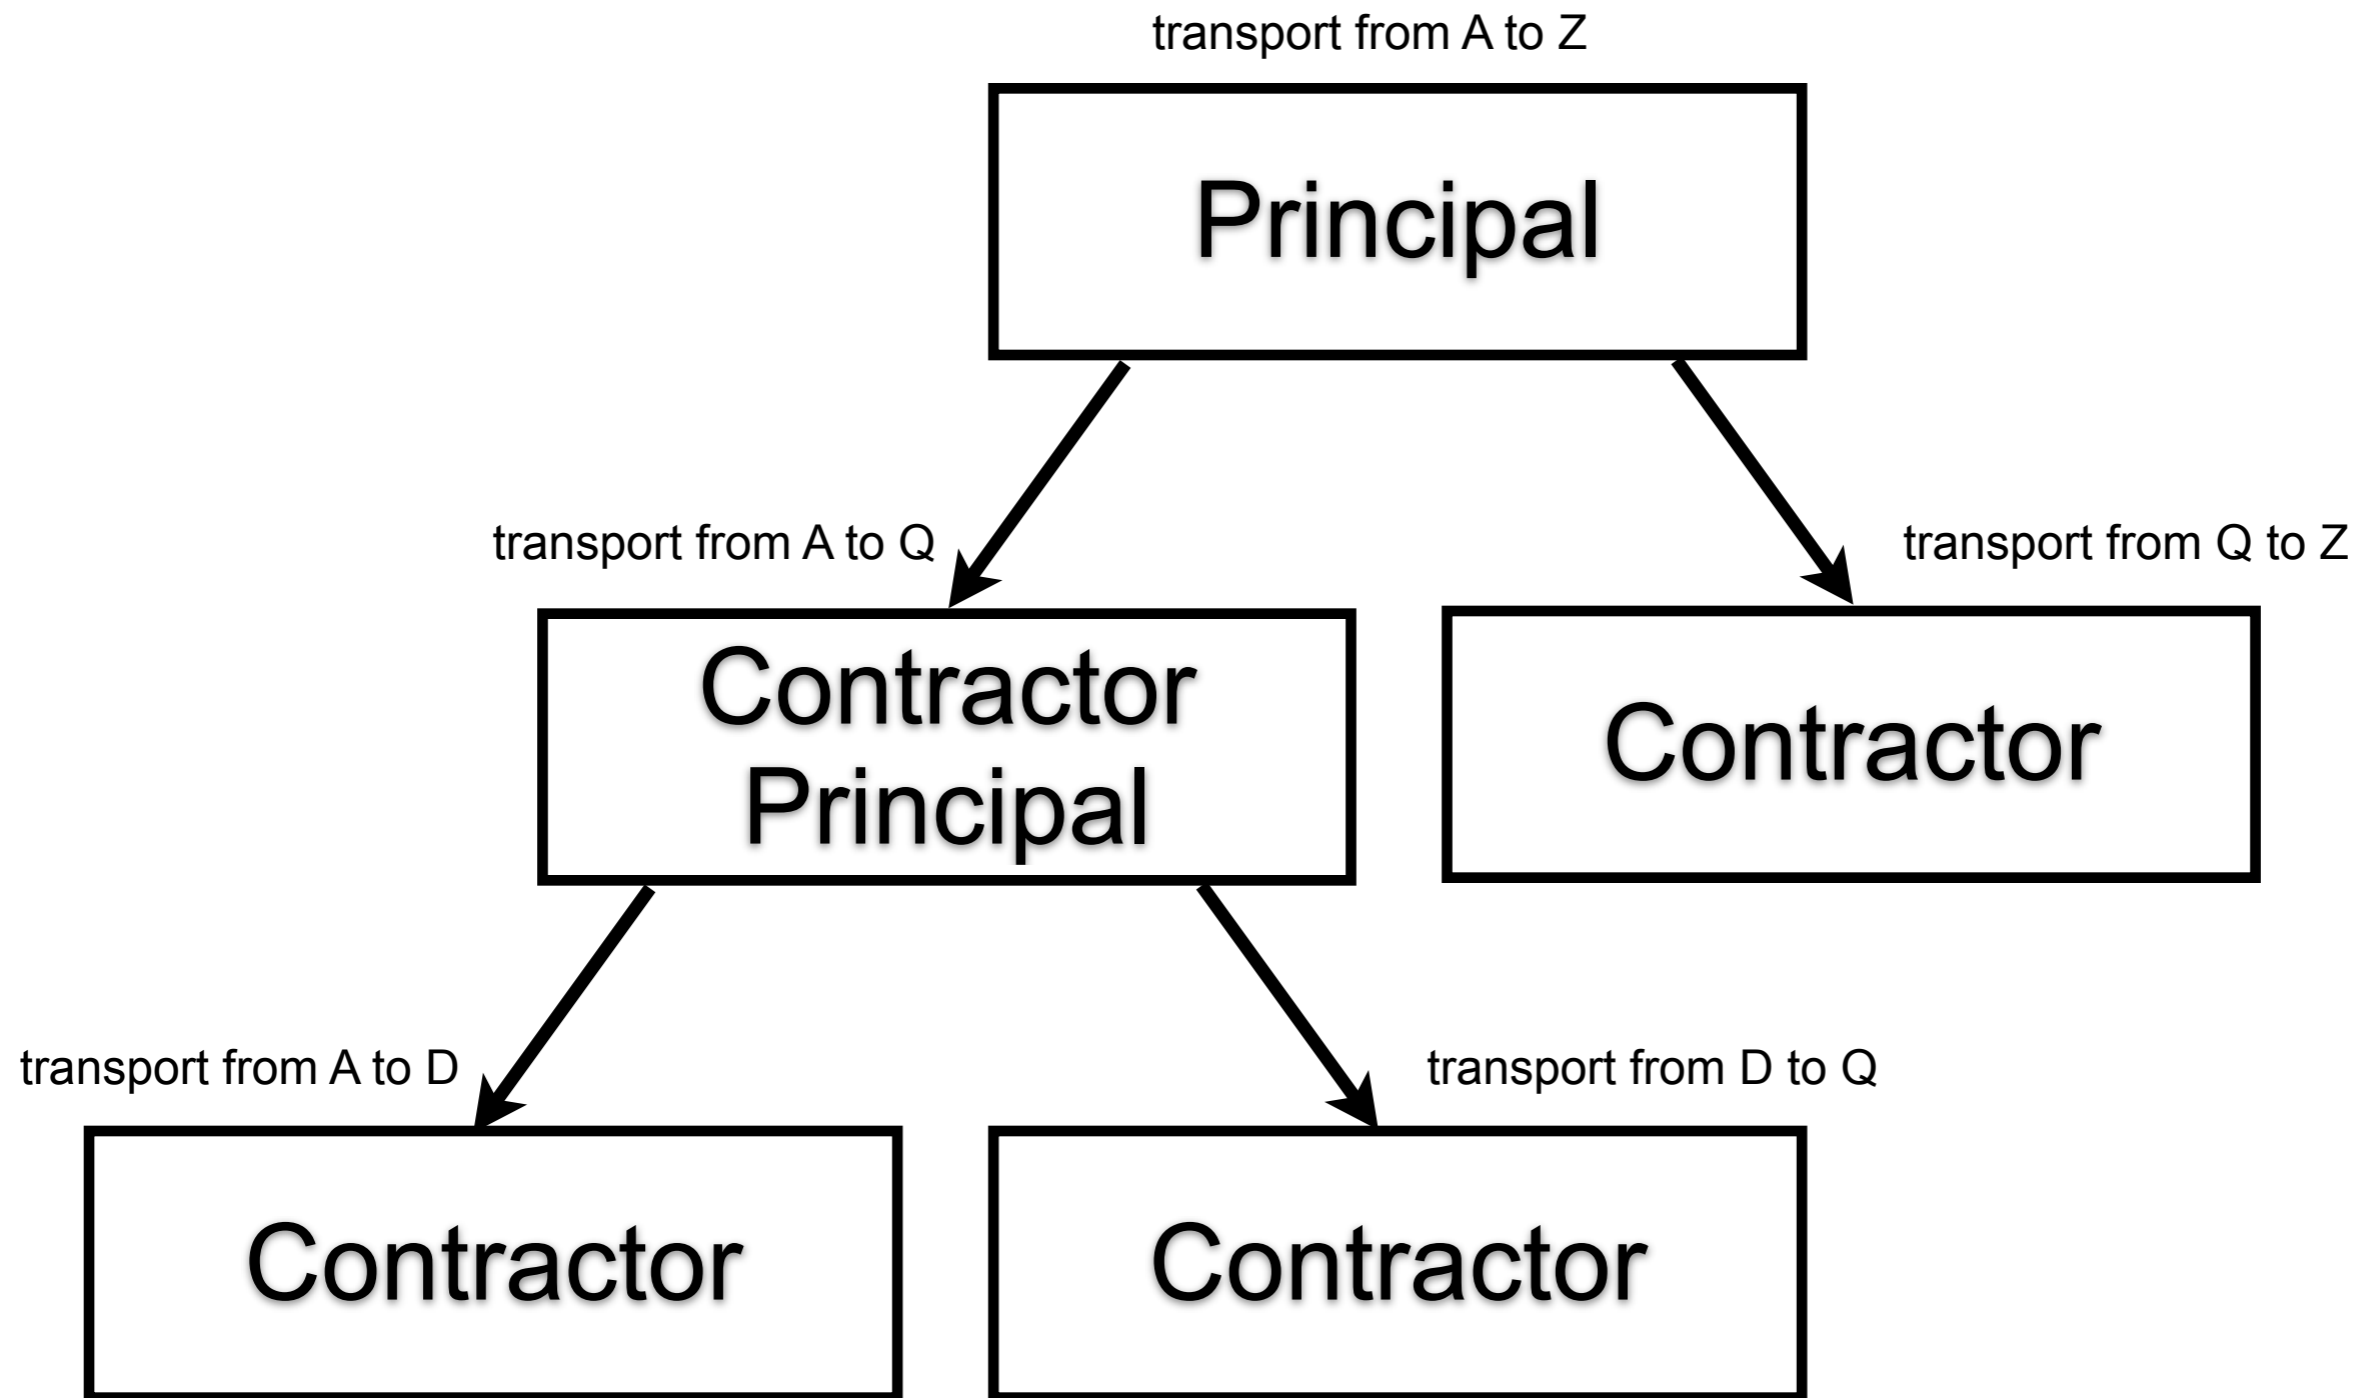 transport from A to Z
Principal
transport from A to Q
transport from Q to Z
Contractor
Principal
Contractor
transport from A to D
transport from D to Q
Contractor
Contractor